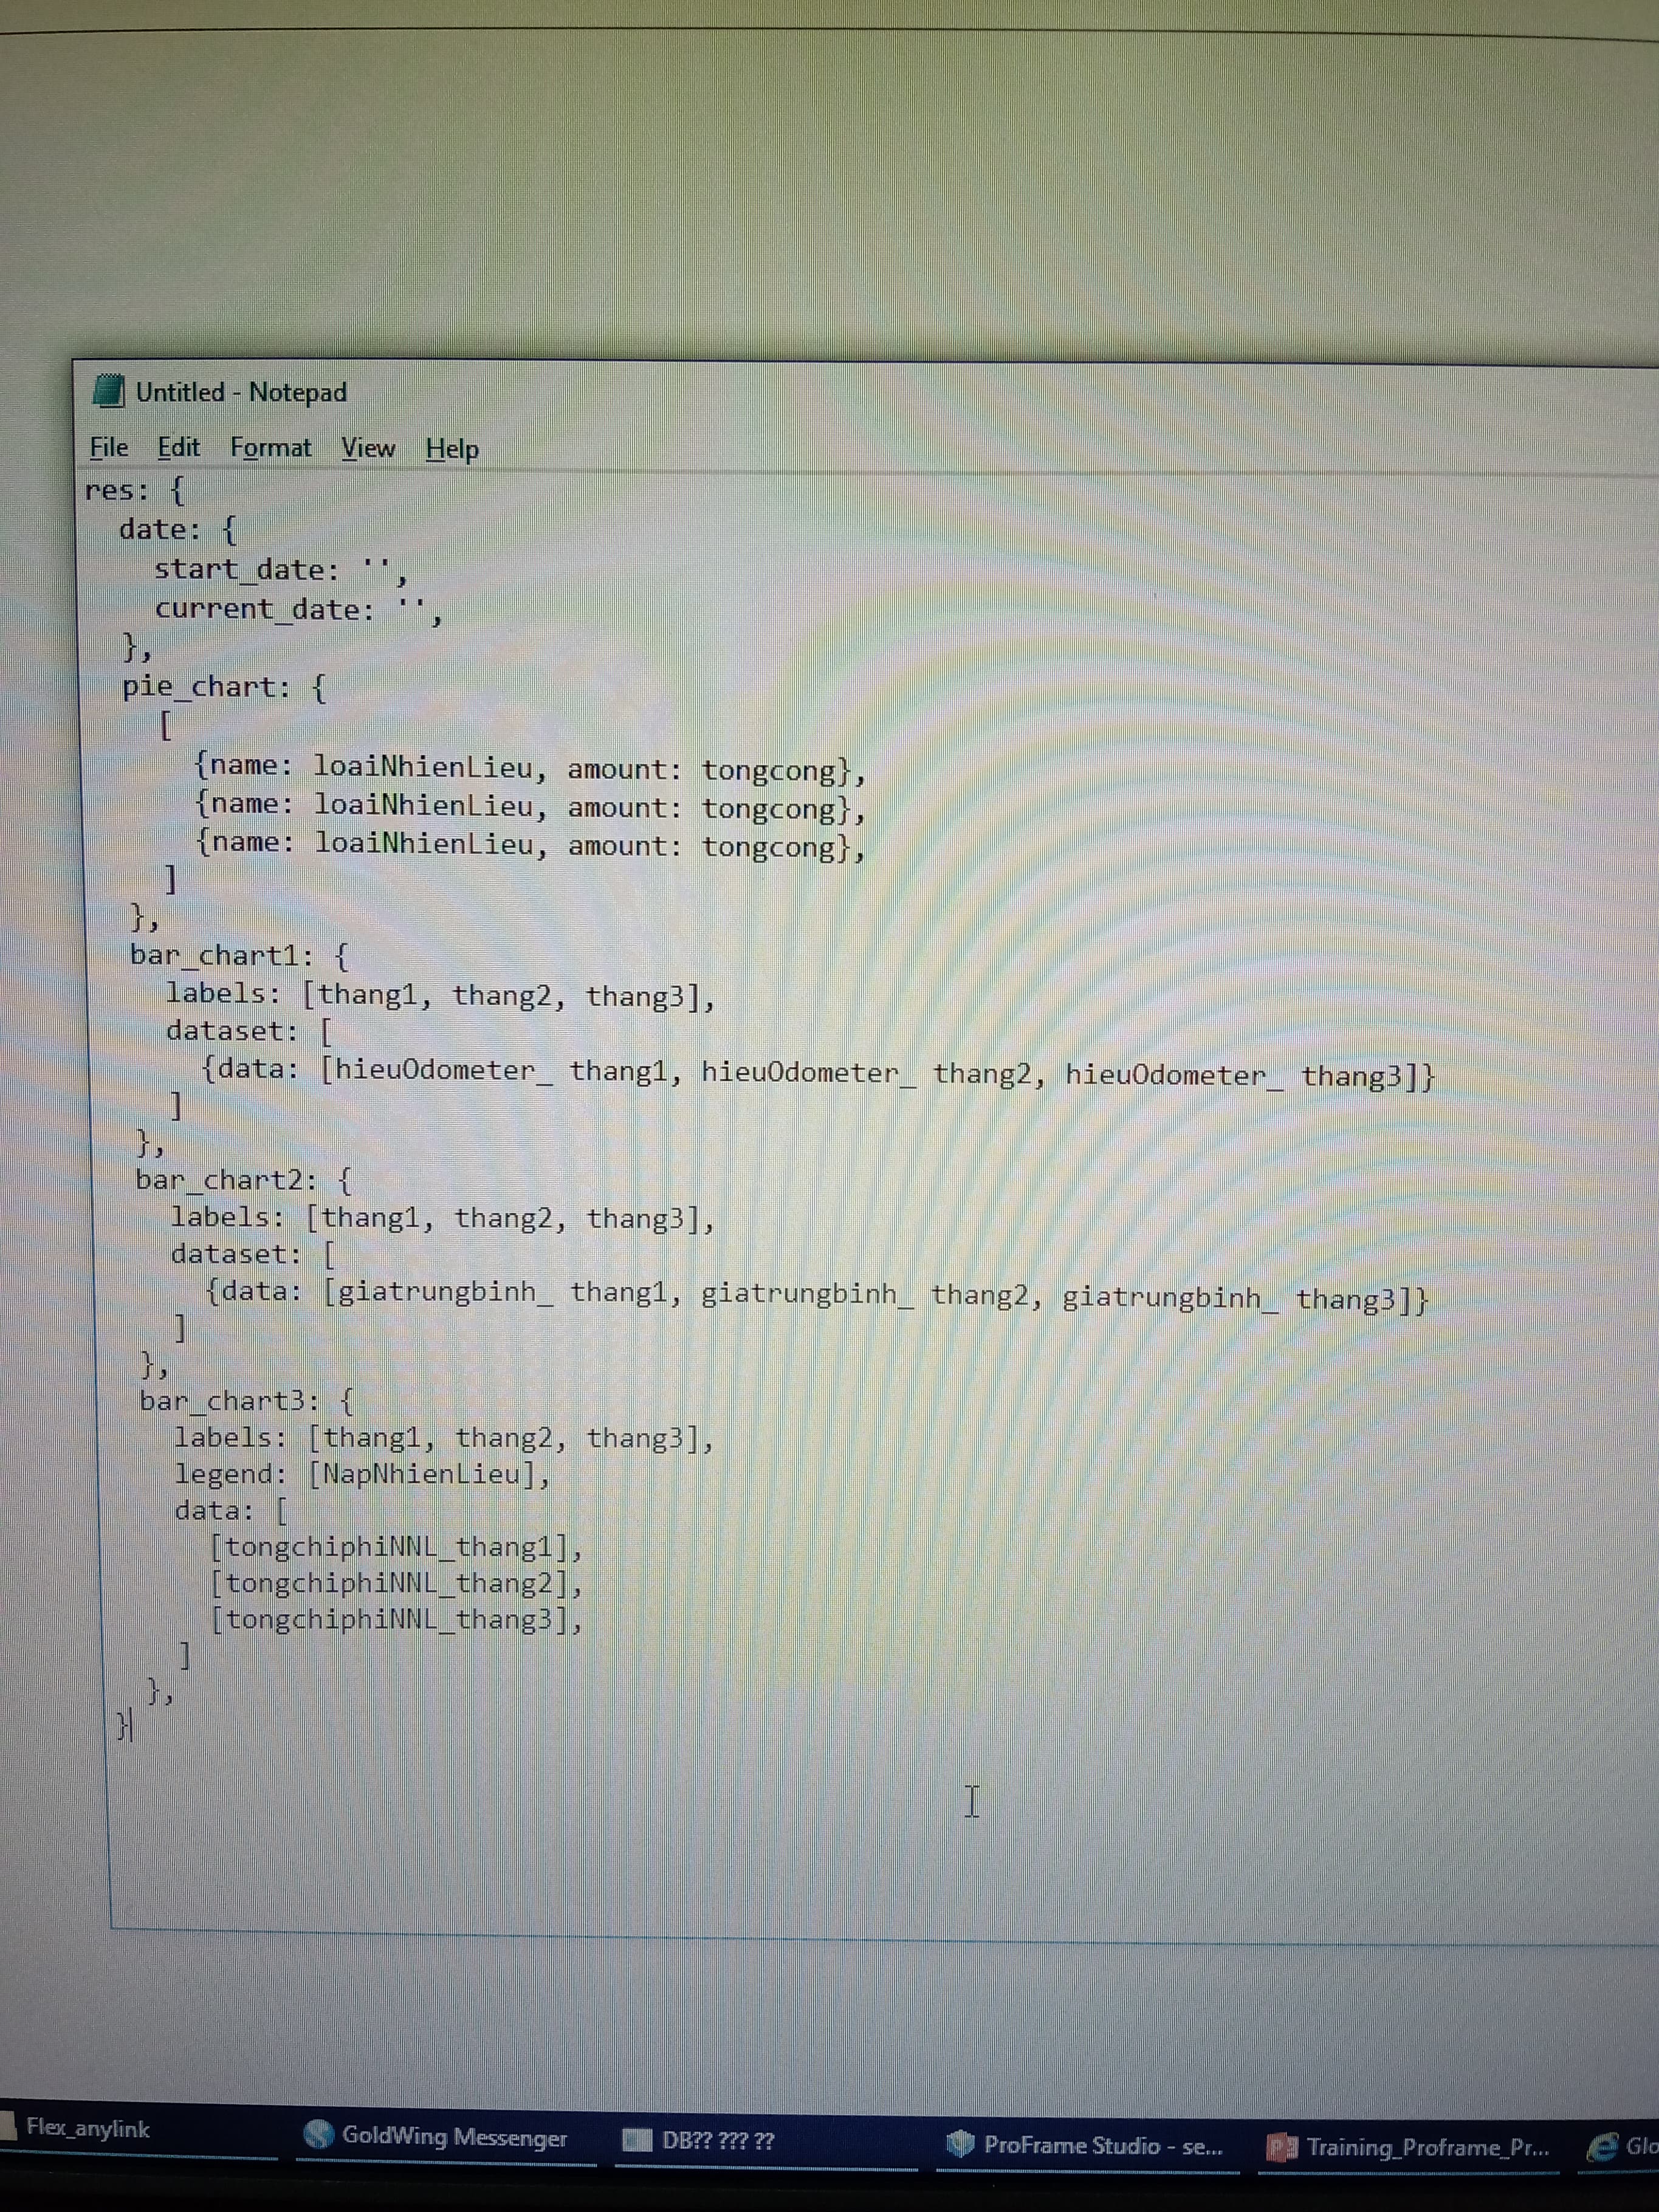 Untitled - Notepad
File Edit Format View Help
res: {
  date: {
    start_date: '',
    current_date: '',
  },
  pie_chart: {
    [
      {name: loaiNhienLieu, amount: tongcong},
      {name: loaiNhienLieu, amount: tongcong},
      {name: loaiNhienLieu, amount: tongcong},
    ]
  },
  bar_chart1: {
    labels: [thang1, thang2, thang3],
    dataset: [
      {data: [hieuOdometer_ thang1, hieuOdometer_ thang2, hieuOdometer_ thang3]}
    ]
  },
  bar_chart2: {
    labels: [thang1, thang2, thang3],
    dataset: [
      {data: [giatrungbinh_ thang1, giatrungbinh_ thang2, giatrungbinh_ thang3]}
    ]
  },
  bar_chart3: {
    labels: [thang1, thang2, thang3],
    legend: [NapNhienLieu],
    data: [
      [tongchiphiNNL_thang1],
      [tongchiphiNNL_thang2],
      [tongchiphiNNL_thang3],
    ]
  },
}
Flex_anylink GoldWing Messenger DB?? ??? ?? ProFrame Studio - se... Training_Proframe_Pr... Glo